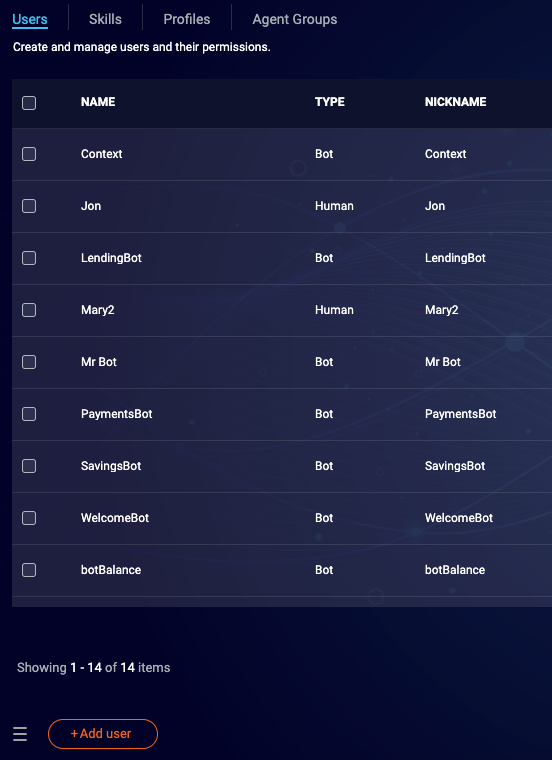 Users Skills Profiles Agent Groups
Create and manage users and their permissions.
NAME TYPE NICKNAME
Context Bot Context
Jon Human Jon
LendingBot Bot LendingBot
Mary2 Human Mary2
Mr Bot Bot Mr Bot
PaymentsBot Bot PaymentsBot
SavingsBot Bot SavingsBot
WelcomeBot Bot WelcomeBot
botBalance Bot botBalance
Showing 1 - 14 of 14 items
+Add user